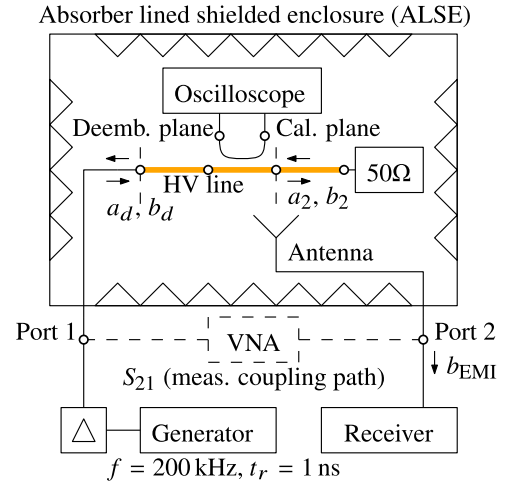 Absorber lined shielded enclosure (ALSE)
Oscilloscope
Deemb. plane
Cal. plane
HV line
50Ω
a_d, b_d
a_2, b_2
Antenna
Port 1
VNA
Port 2
S_21 (meas. coupling path)
b_EMI
Generator
Receiver
f = 200 kHz, t_r = 1 ns